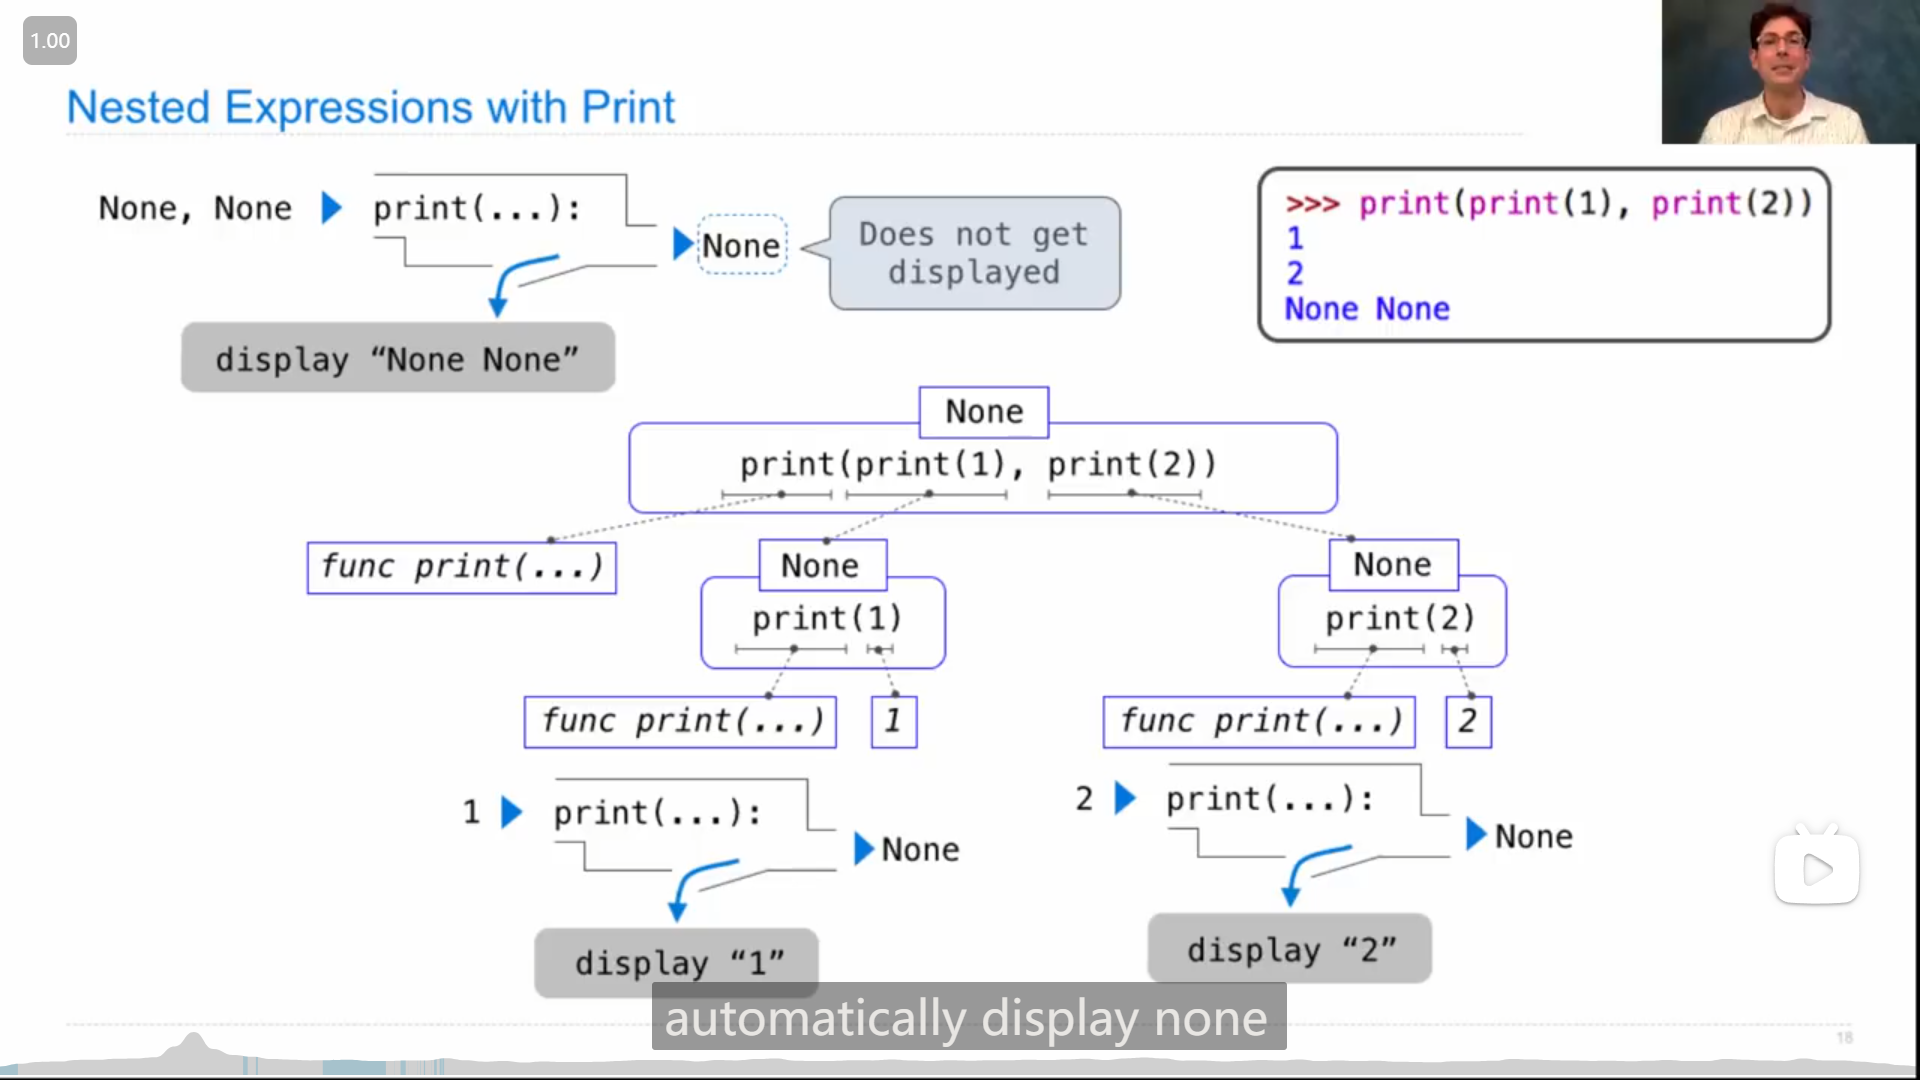 1.00
Nested Expressions with Print
None, None
print(...):
None
Does not get
displayed
display “None None”
>>> print(print(1), print(2))
1
2
None None
None
print(print(1), print(2))
func print(...)
None
print(1)
func print(...)
1
None
print(2)
func print(...)
2
1
print(...):
None
display “1”
2
print(...):
None
display “2”
automatically display none
18